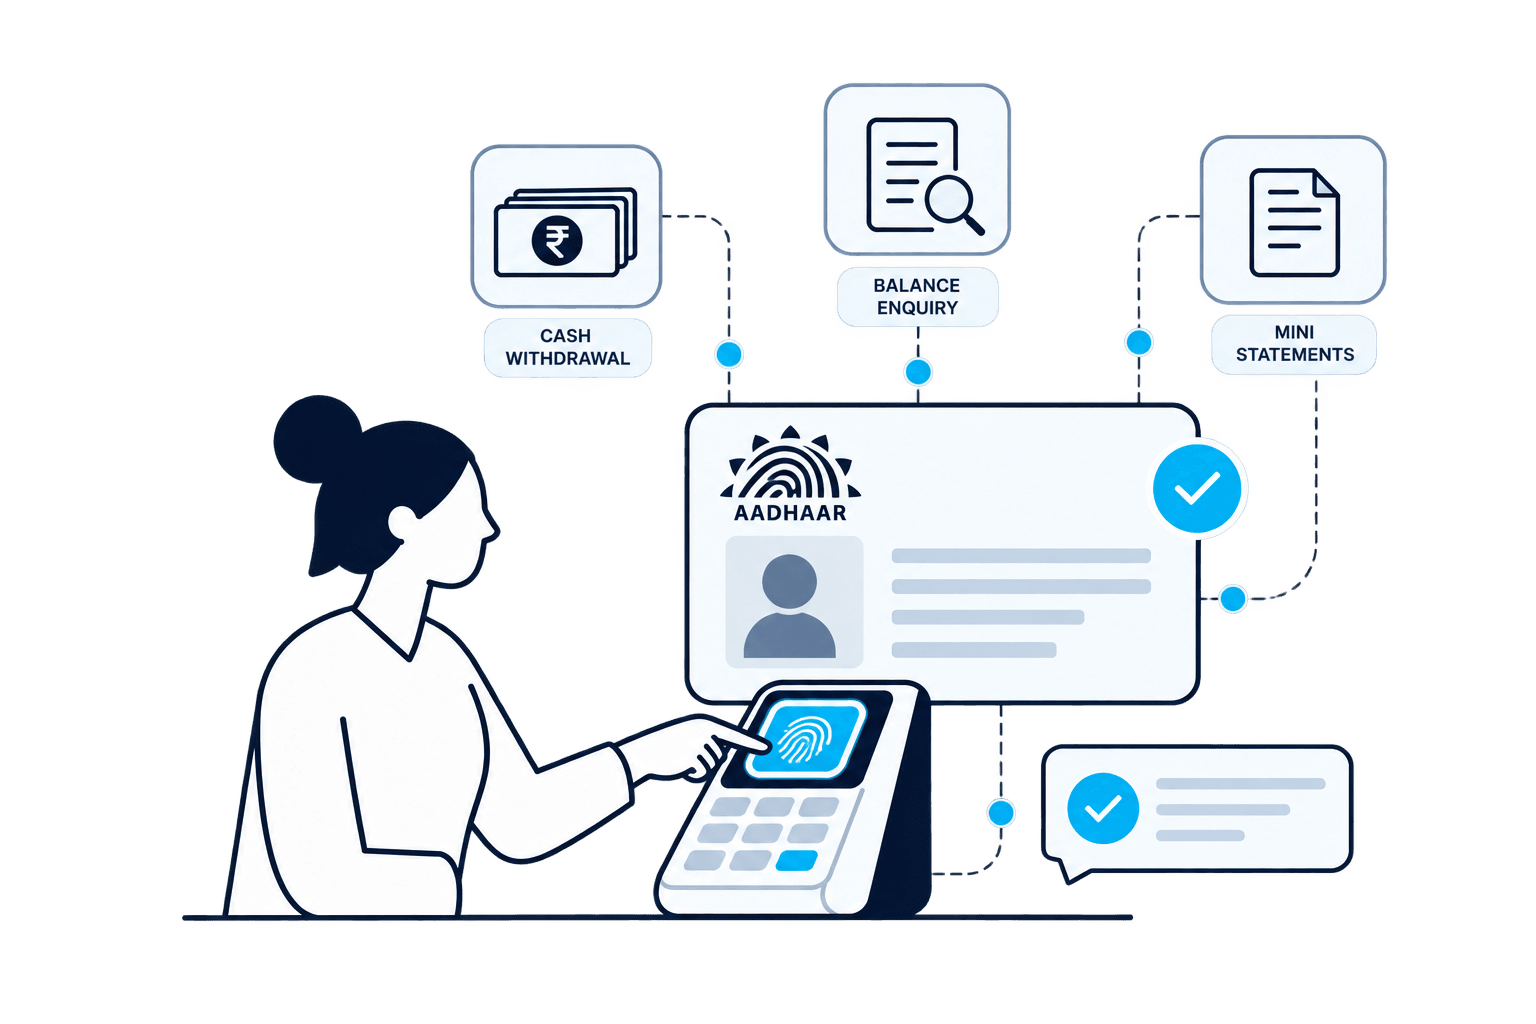 CASH
WITHDRAWAL
BALANCE
ENQUIRY
MINI
STATEMENTS
₹
AADHAAR